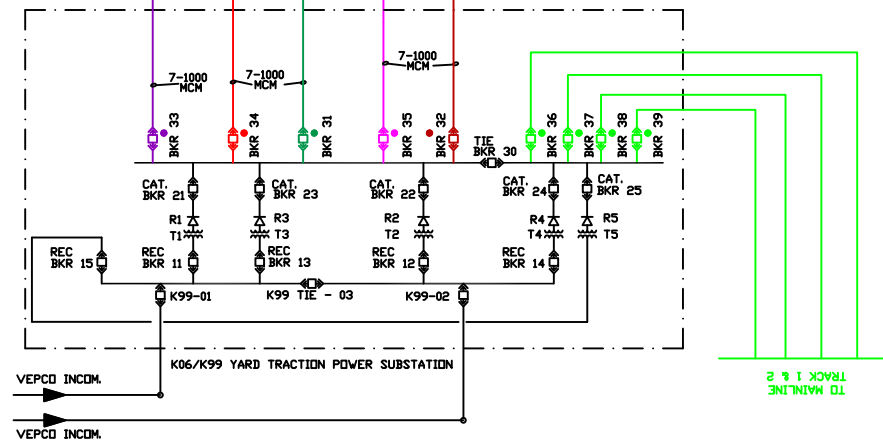 7-1000
MCM
7-1000
MCM
7-1000
MCM
BKR 33
BKR 34
BKR 31
BKR 35
BKR 32
TIE
BKR 30
BKR 36
BKR 37
BKR 38
BKR 39
CAT.
BKR 21
CAT.
BKR 23
CAT.
BKR 22
CAT.
BKR 24
CAT.
BKR 25
R1
R3
R2
R4
R5
T1
T3
T2
T4
T5
REC
BKR 15
REC
BKR 11
REC
BKR 13
REC
BKR 12
REC
BKR 14
K99-01
K99 TIE - 03
K99-02
K06/K99 YARD TRACTION POWER SUBSTATION
VEPCO INCOM.
VEPCO INCOM.
TO MAINLINE
TRACK 1 & 2